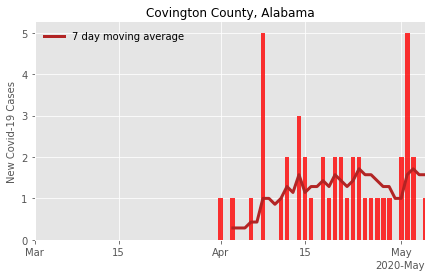 Covington County, Alabama
7 day moving average
New Covid-19 Cases
5
4
3
2
1
0
Mar
15
Apr
15
May
2020-May